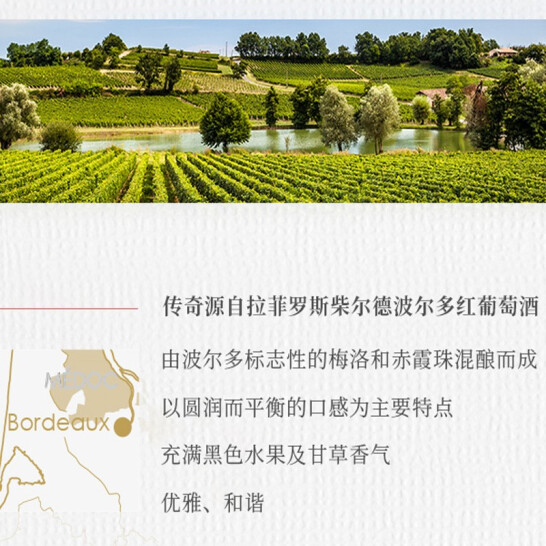 传奇源自拉菲罗斯柴尔德波尔多红葡萄酒
由波尔多标志性的梅洛和赤霞珠混酿而成
MÉDOC
以圆润而平衡的口感为主要特点
Bordeaux
充满黑色水果及甘草香气
优雅、和谐